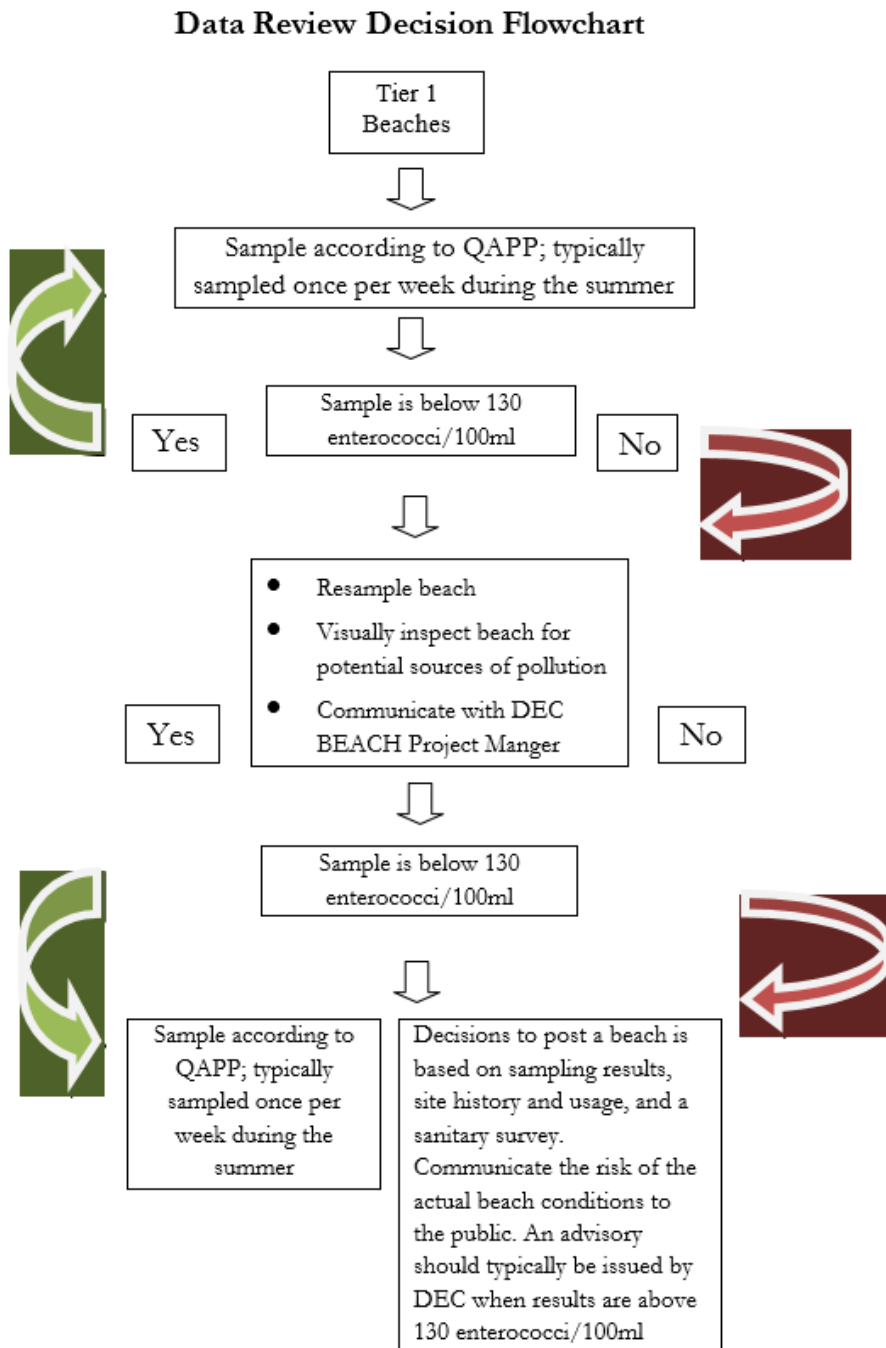 Data Review Decision Flowchart
Tier 1
Beaches
Sample according to QAPP; typically
sampled once per week during the summer
Sample is below 130
enterococci/100ml
Yes
No
● Resample beach
● Visually inspect beach for
potential sources of pollution
● Communicate with DEC
BEACH Project Manger
Yes
No
Sample is below 130
enterococci/100ml
Sample according to
QAPP; typically
sampled once per
week during the
summer
Decisions to post a beach is
based on sampling results,
site history and usage, and a
sanitary survey.
Communicate the risk of the
actual beach conditions to
the public. An advisory
should typically be issued by
DEC when results are above
130 enterococci/100ml